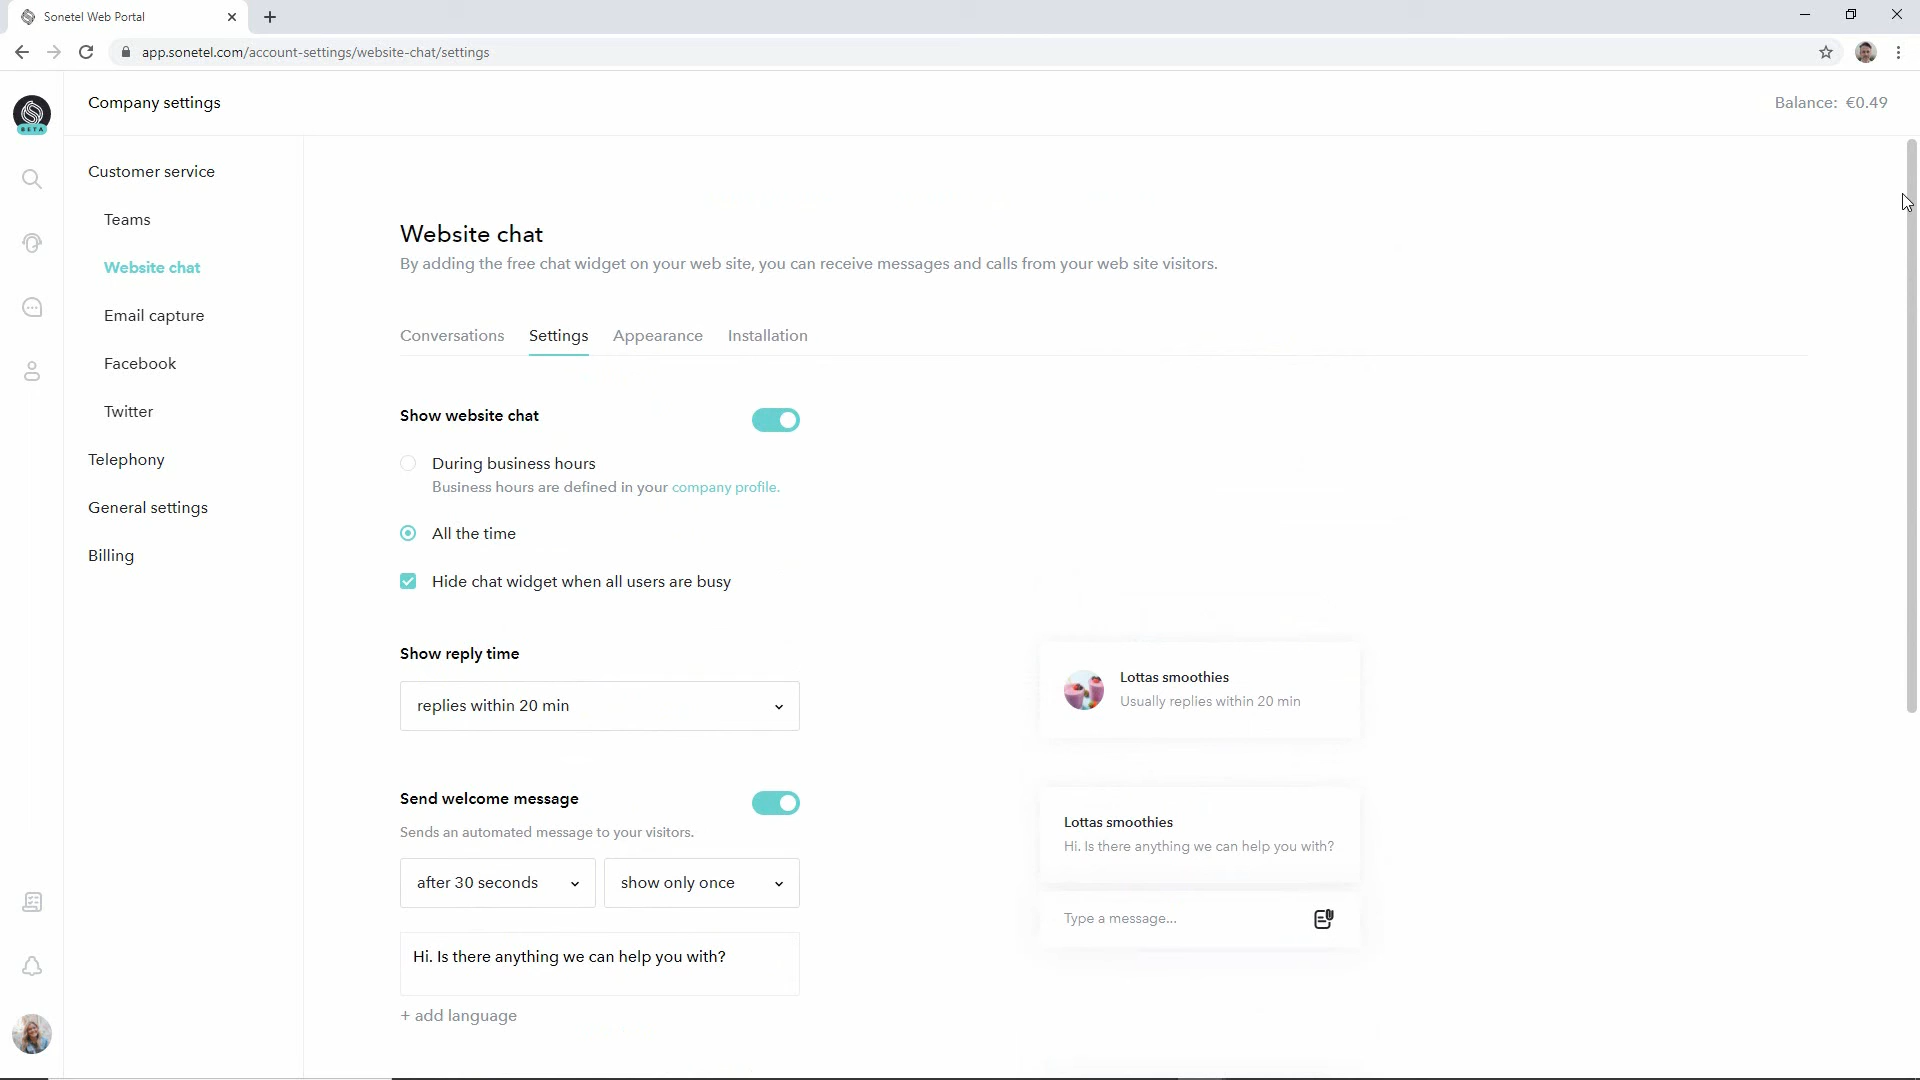 Sonetel Web Portal
app.sonetel.com/account-settings/website-chat/settings
BETA
Company settings
Balance: €0.49
Customer service
Teams
Website chat
Email capture
Facebook
Twitter
Telephony
General settings
Billing
Website chat
By adding the free chat widget on your web site, you can receive messages and calls from your web site visitors.
Conversations Settings Appearance Installation
Show website chat
During business hours
Business hours are defined in your company profile.
All the time
Hide chat widget when all users are busy
Show reply time
replies within 20 min
Lottas smoothies
Usually replies within 20 min
Send welcome message
Sends an automated message to your visitors.
after 30 seconds show only once
Hi. Is there anything we can help you with?
+ add language
Lottas smoothies
Hi. Is there anything we can help you with?
Type a message...